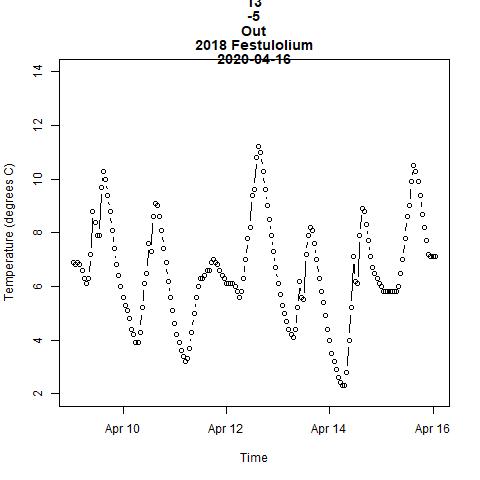 13
-5
Out
2018 Festulolium
2020-04-16
Temperature (degrees C)
14
12
10
8
6
4
2
Apr 10
Apr 12
Apr 14
Apr 16
Time